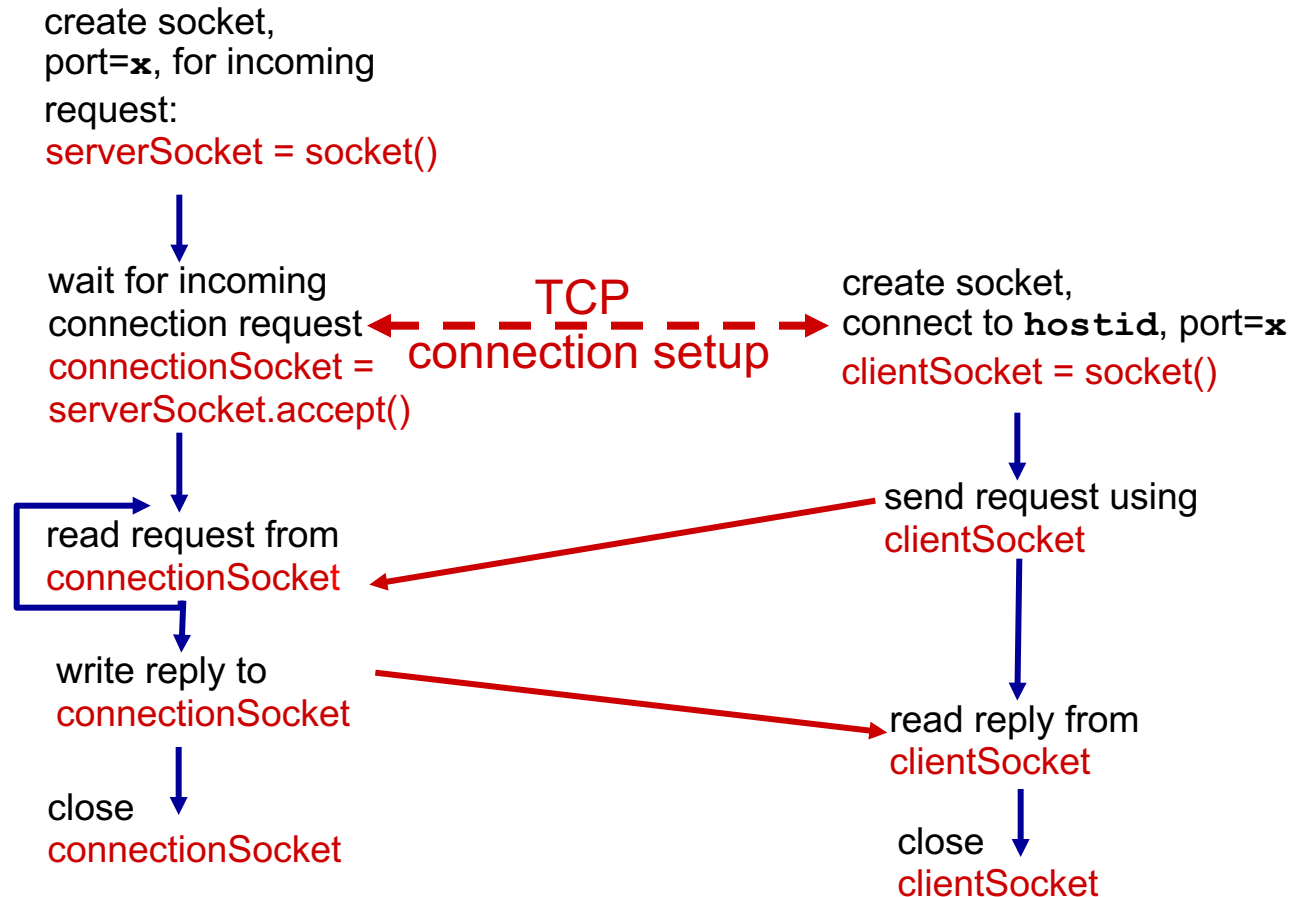 create socket,
port=x, for incoming
request:
serverSocket = socket()
wait for incoming
connection request
connectionSocket =
serverSocket.accept()
TCP
connection setup
create socket,
connect to hostid, port=x
clientSocket = socket()
send request using
clientSocket
read request from
connectionSocket
write reply to
connectionSocket
read reply from
clientSocket
close
connectionSocket
close
clientSocket